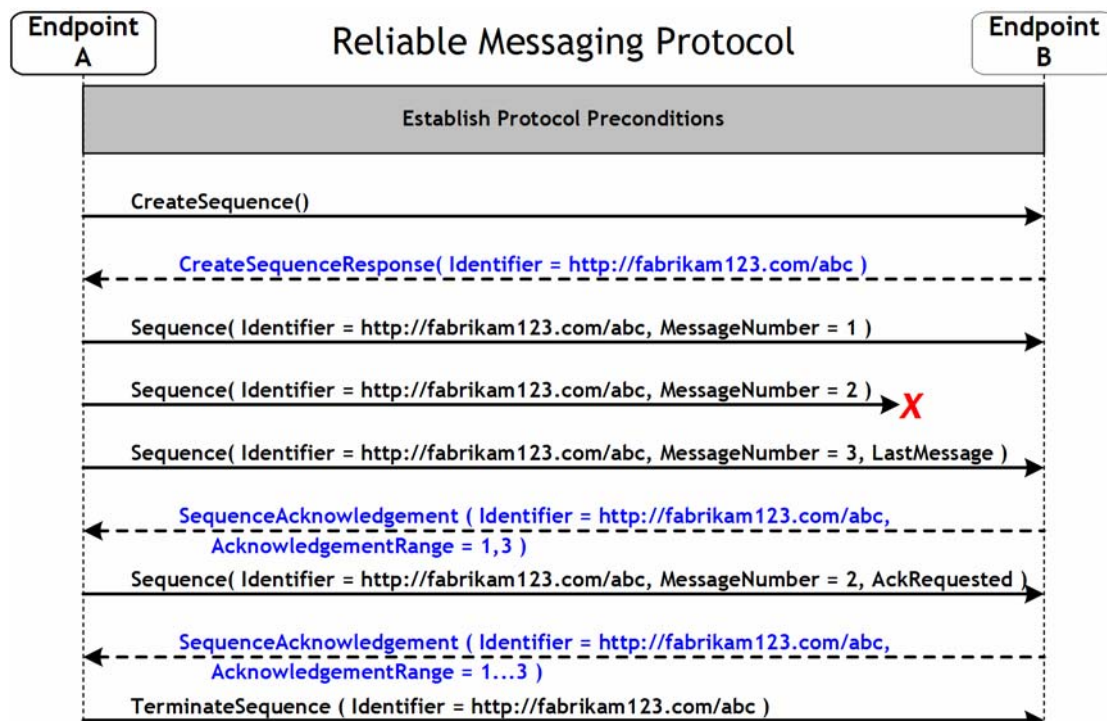 Endpoint
A
Reliable Messaging Protocol
Endpoint
B
Establish Protocol Preconditions
CreateSequence()
CreateSequenceResponse( Identifier = http://fabrikam123.com/abc )
Sequence( Identifier = http://fabrikam123.com/abc, MessageNumber = 1 )
Sequence( Identifier = http://fabrikam123.com/abc, MessageNumber = 2 )
X
Sequence( Identifier = http://fabrikam123.com/abc, MessageNumber = 3, LastMessage )
SequenceAcknowledgement ( Identifier = http://fabrikam123.com/abc,
AcknowledgementRange = 1,3 )
Sequence( Identifier = http://fabrikam123.com/abc, MessageNumber = 2, AckRequested )
SequenceAcknowledgement ( Identifier = http://fabrikam123.com/abc,
AcknowledgementRange = 1...3 )
TerminateSequence ( Identifier = http://fabrikam123.com/abc )